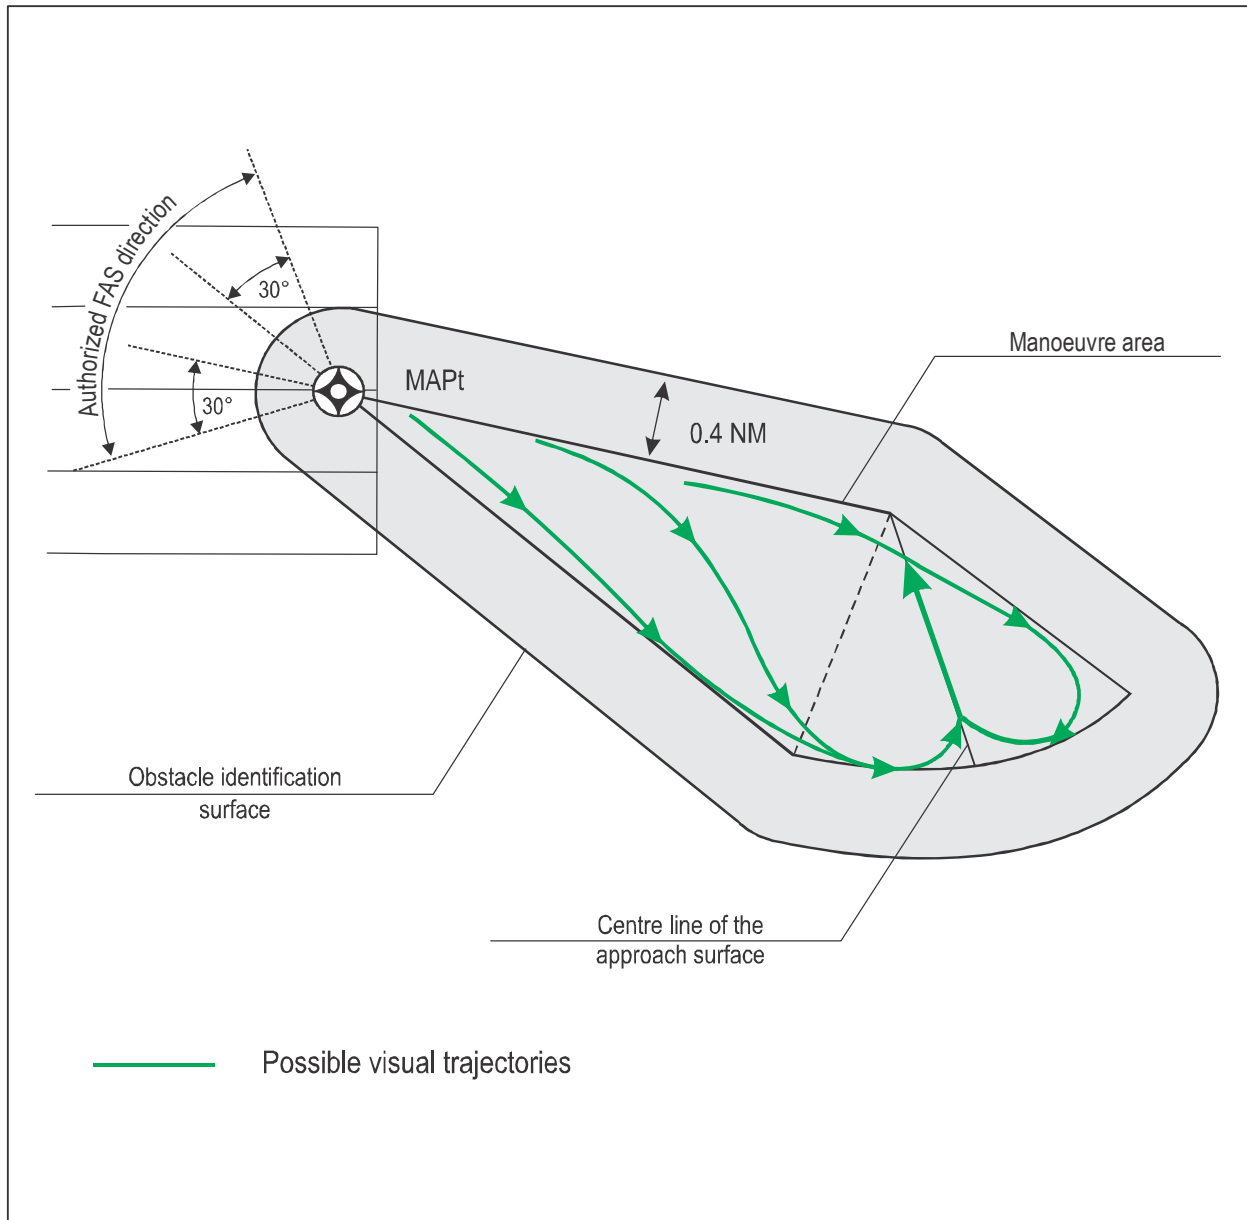 Authorized FAS direction
30°
30°
MAPt
0.4 NM
Manoeuvre area
Obstacle identification
surface
Centre line of the
approach surface
Possible visual trajectories